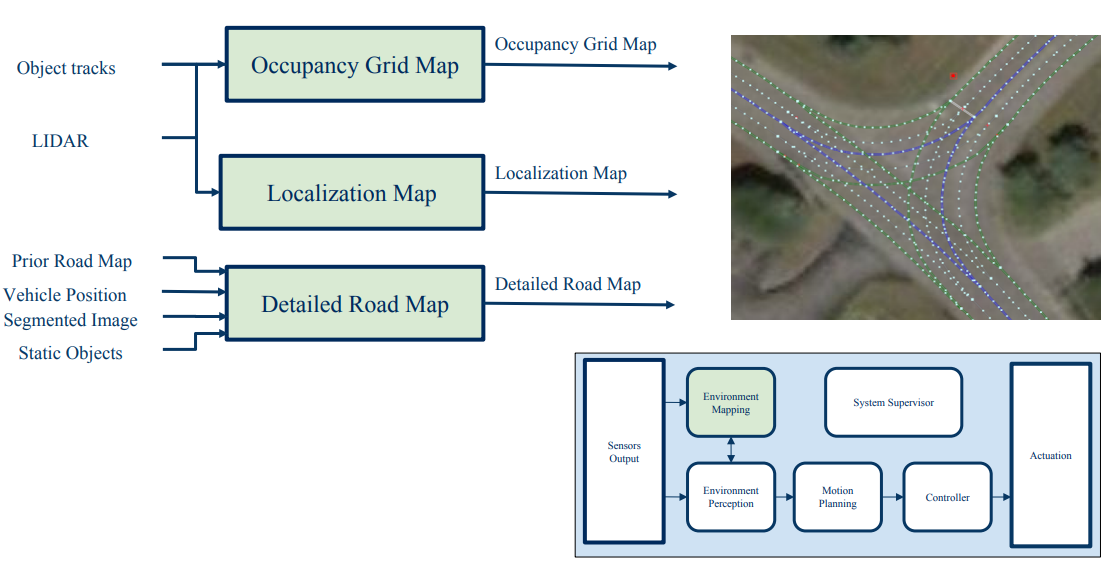 Object tracks
LIDAR
Occupancy Grid Map
Occupancy Grid Map
Localization Map
Localization Map
Prior Road Map
Vehicle Position
Segmented Image
Static Objects
Detailed Road Map
Detailed Road Map
Sensors
Output
Environment
Mapping
System Supervisor
Environment
Perception
Motion
Planning
Controller
Actuation